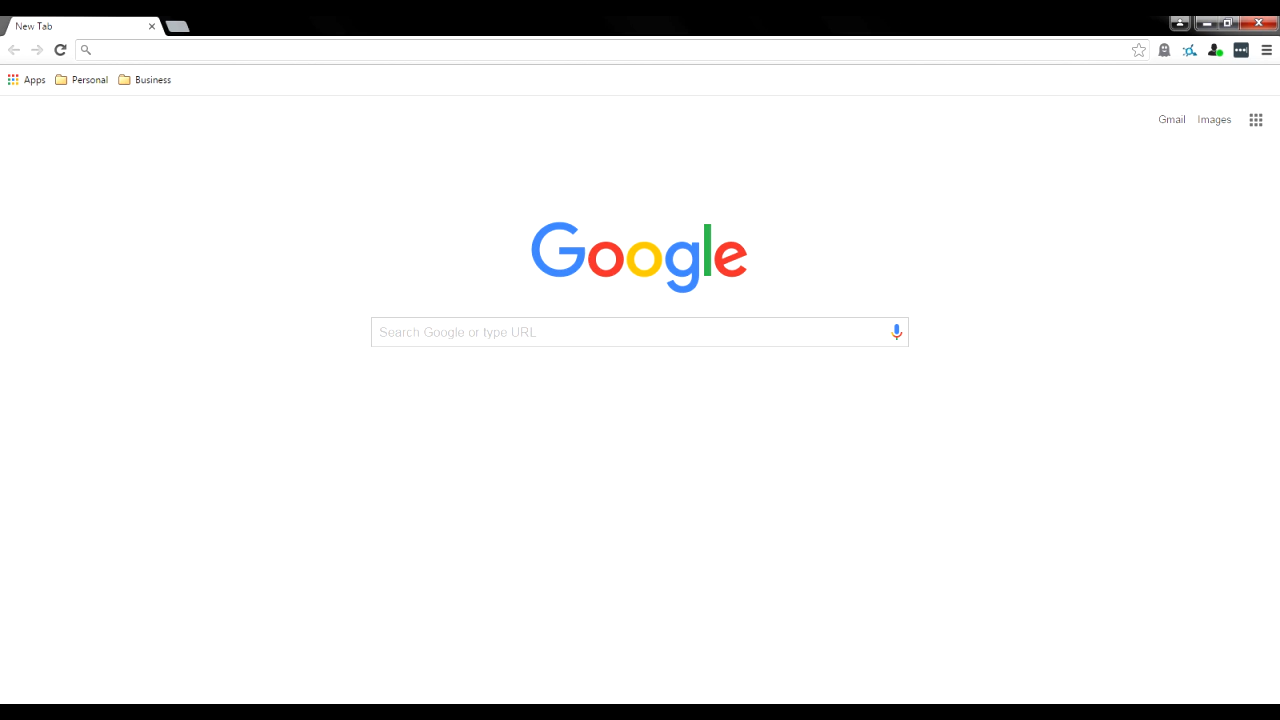 New Tab
Apps Personal Business
Gmail Images
Google
Search Google or type URL